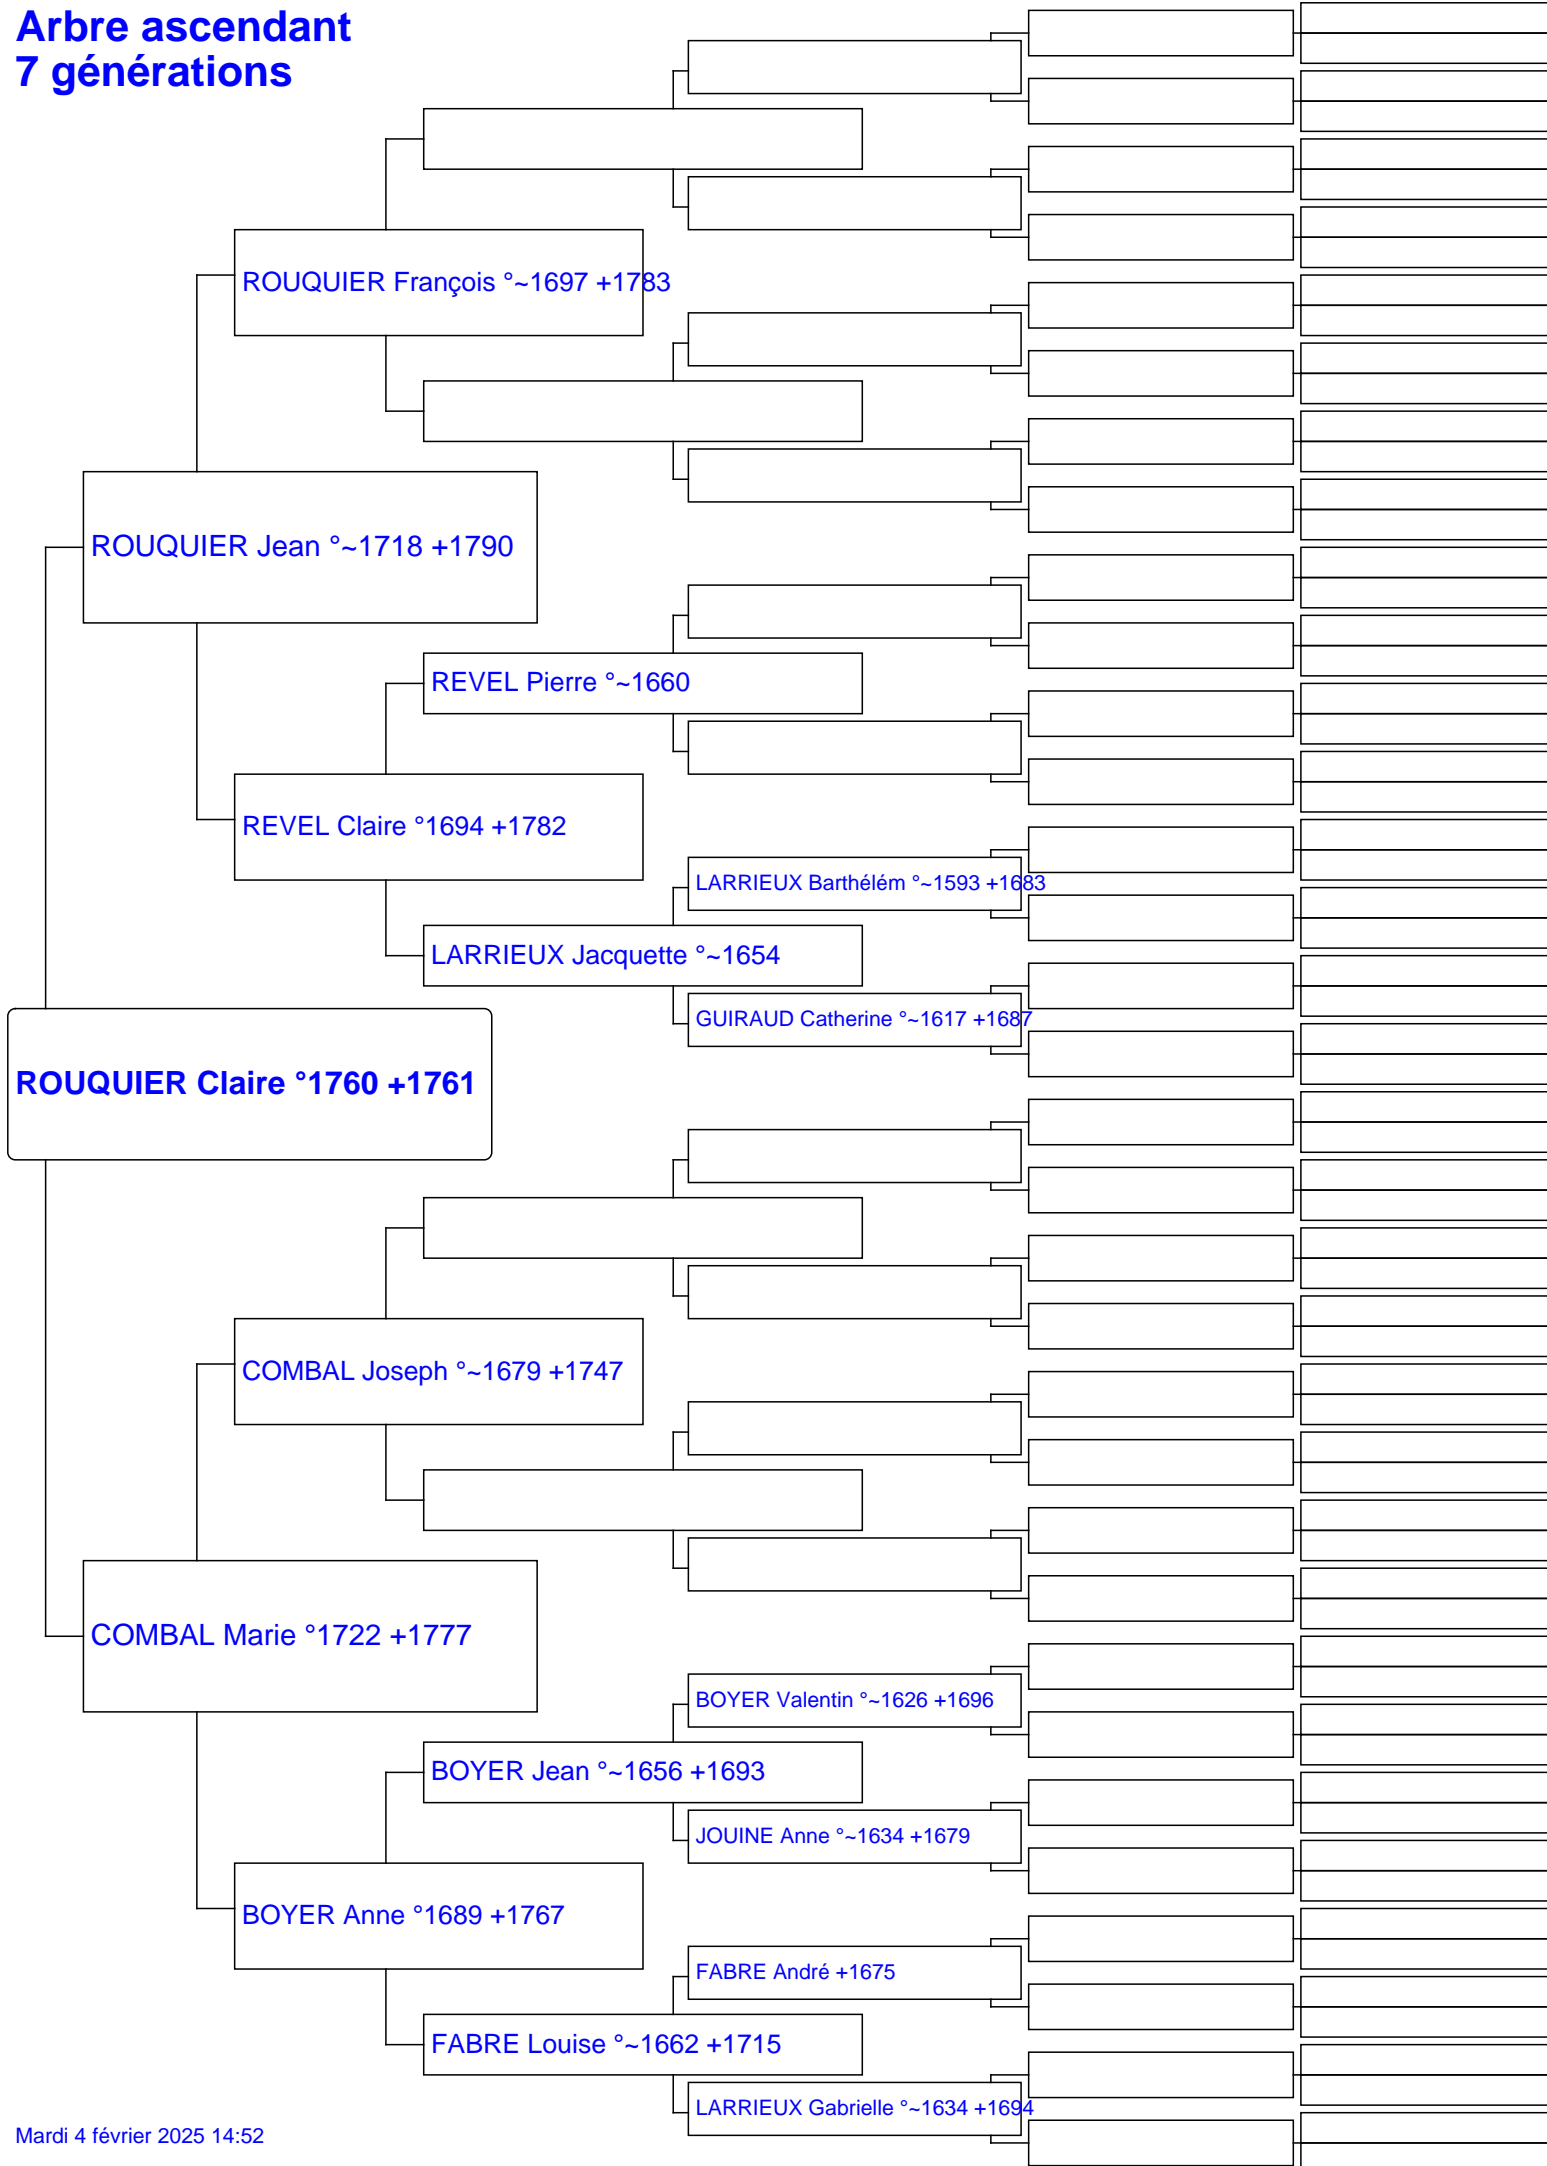 Arbre ascendant
7 générations
ROUQUIER François °~1697 +1783
ROUQUIER Jean °~1718 +1790
REVEL Pierre °~1660
REVEL Claire °1694 +1782
LARRIEUX Barthélém °~1593 +1683
LARRIEUX Jacquette °~1654
GUIRAUD Catherine °~1617 +1687
ROUQUIER Claire °1760 +1761
COMBAL Joseph °~1679 +1747
COMBAL Marie °1722 +1777
BOYER Valentin °~1626 +1696
BOYER Jean °~1656 +1693
JOUINE Anne °~1634 +1679
BOYER Anne °1689 +1767
FABRE André +1675
FABRE Louise °~1662 +1715
LARRIEUX Gabrielle °~1634 +1694
Mardi 4 février 2025 14:52